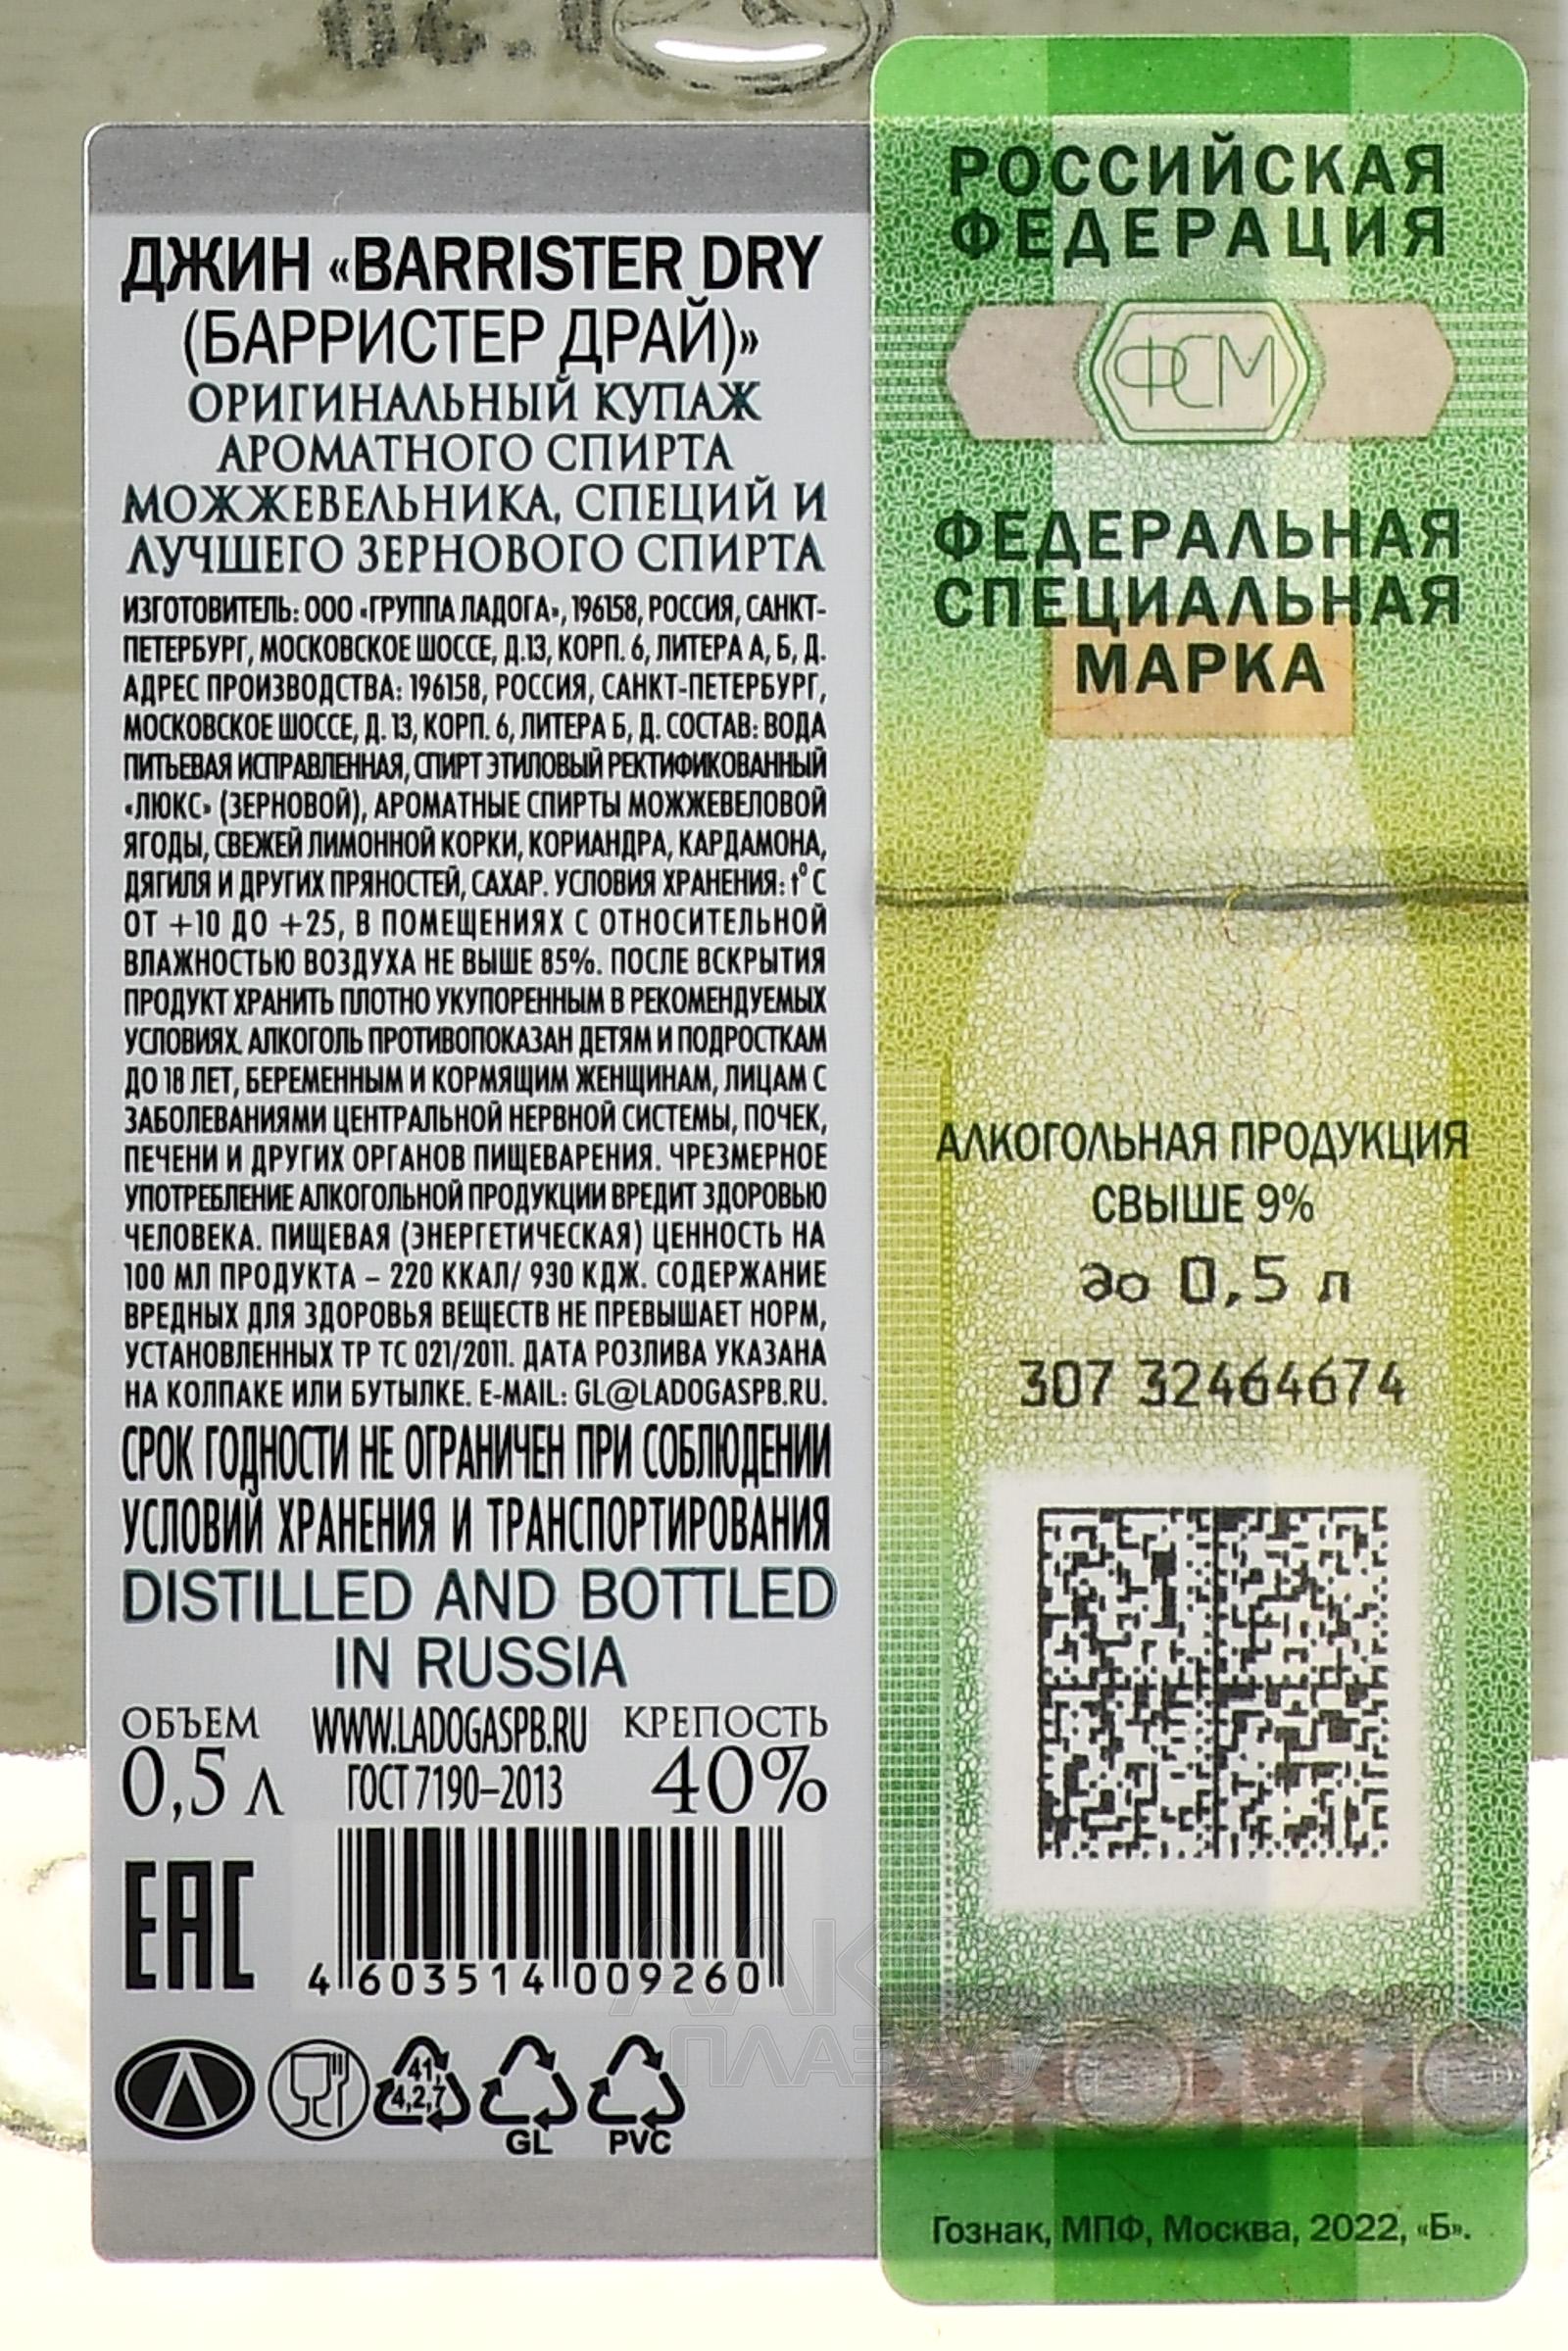 ДЖИН «BARRISTER DRY
(БАРРИСТЕР ДРАЙ)»
ОРИГИНАЛЬНЫЙ КУПАЖ
АРОМАТНОГО СПИРТА
МОЖЖЕВЕЛЬНИКА, СПЕЦИЙ И
ЛУЧШЕГО ЗЕРНОВОГО СПИРТА
ИЗГОТОВИТЕЛЬ: ООО «ГРУППА ЛАДОГА», 196158, РОССИЯ, САНКТ-
ПЕТЕРБУРГ, МОСКОВСКОЕ ШОССЕ, Д.13, КОРП. 6, ЛИТЕРА А, Б, Д.
АДРЕС ПРОИЗВОДСТВА: 196158, РОССИЯ, САНКТ-ПЕТЕРБУРГ,
МОСКОВСКОЕ ШОССЕ, Д. 13, КОРП. 6, ЛИТЕРА Б, Д. СОСТАВ: ВОДА
ПИТЬЕВАЯ ИСПРАВЛЕННАЯ, СПИРТ ЭТИЛОВЫЙ РЕКТИФИКОВАННЫЙ
«ЛЮКС» (ЗЕРНОВОЙ), АРОМАТНЫЕ СПИРТЫ МОЖЖЕВЕЛОВОЙ
ЯГОДЫ, СВЕЖЕЙ ЛИМОННОЙ КОРКИ, КОРИАНДРА, КАРДАМОНА,
ДЯГИЛЯ И ДРУГИХ ПРЯНОСТЕЙ, САХАР. УСЛОВИЯ ХРАНЕНИЯ: t° С
ОТ +10 ДО +25, В ПОМЕЩЕНИЯХ С ОТНОСИТЕЛЬНОЙ
ВЛАЖНОСТЬЮ ВОЗДУХА НЕ ВЫШЕ 85%. ПОСЛЕ ВСКРЫТИЯ
ПРОДУКТ ХРАНИТЬ ПЛОТНО УКУПОРЕННЫМ В РЕКОМЕНДУЕМЫХ
УСЛОВИЯХ. АЛКОГОЛЬ ПРОТИВОПОКАЗАН ДЕТЯМ И ПОДРОСТКАМ
ДО 18 ЛЕТ, БЕРЕМЕННЫМ И КОРМЯЩИМ ЖЕНЩИНАМ, ЛИЦАМ С
ЗАБОЛЕВАНИЯМИ ЦЕНТРАЛЬНОЙ НЕРВНОЙ СИСТЕМЫ, ПОЧЕК,
ПЕЧЕНИ И ДРУГИХ ОРГАНОВ ПИЩЕВАРЕНИЯ. ЧРЕЗМЕРНОЕ
УПОТРЕБЛЕНИЕ АЛКОГОЛЬНОЙ ПРОДУКЦИИ ВРЕДИТ ЗДОРОВЬЮ
ЧЕЛОВЕКА. ПИЩЕВАЯ (ЭНЕРГЕТИЧЕСКАЯ) ЦЕННОСТЬ НА
100 МЛ ПРОДУКТА – 220 ККАЛ/ 930 КДЖ. СОДЕРЖАНИЕ
ВРЕДНЫХ ДЛЯ ЗДОРОВЬЯ ВЕЩЕСТВ НЕ ПРЕВЫШАЕТ НОРМ,
УСТАНОВЛЕННЫХ ТР ТС 021/2011. ДАТА РОЗЛИВА УКАЗАНА
НА КОЛПАКЕ ИЛИ БУТЫЛКЕ. E-MAIL: GL@LADOGASPB.RU.
СРОК ГОДНОСТИ НЕ ОГРАНИЧЕН ПРИ СОБЛЮДЕНИИ
УСЛОВИЙ ХРАНЕНИЯ И ТРАНСПОРТИРОВАНИЯ
DISTILLED AND BOTTLED
IN RUSSIA
ОБЪЕМ WWW.LADOGASPB.RU КРЕПОСТЬ
0,5 Л ГОСТ 7190–2013 40%
ЕАС
4 603514 009260
41,
4,2,7
GL PVC
РОССИЙСКАЯ
ФЕДЕРАЦИЯ
ФСМ
ФЕДЕРАЛЬНАЯ
СПЕЦИАЛЬНАЯ
МАРКА
АЛКОГОЛЬНАЯ ПРОДУКЦИЯ
СВЫШЕ 9%
до 0,5 л
307 32464674
Гознак, МПФ, Москва, 2022, «Б».